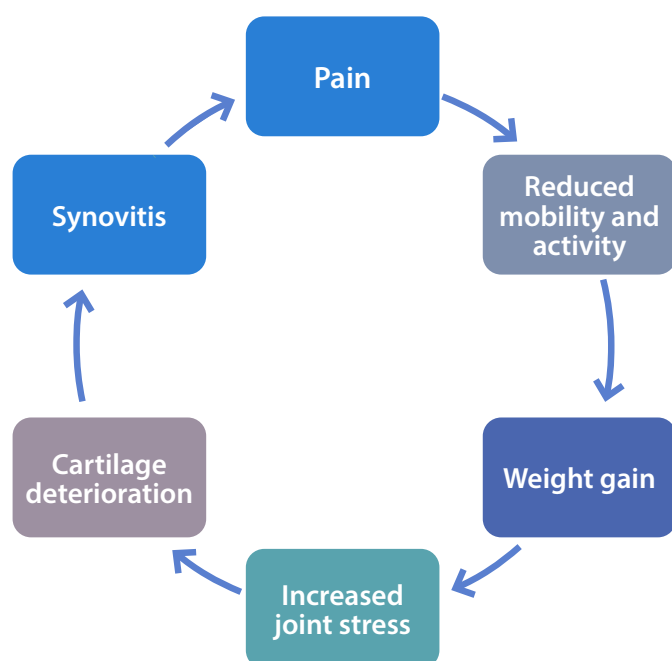 Pain
Reduced
mobility and
activity
Weight gain
Increased
joint stress
Cartilage
deterioration
Synovitis